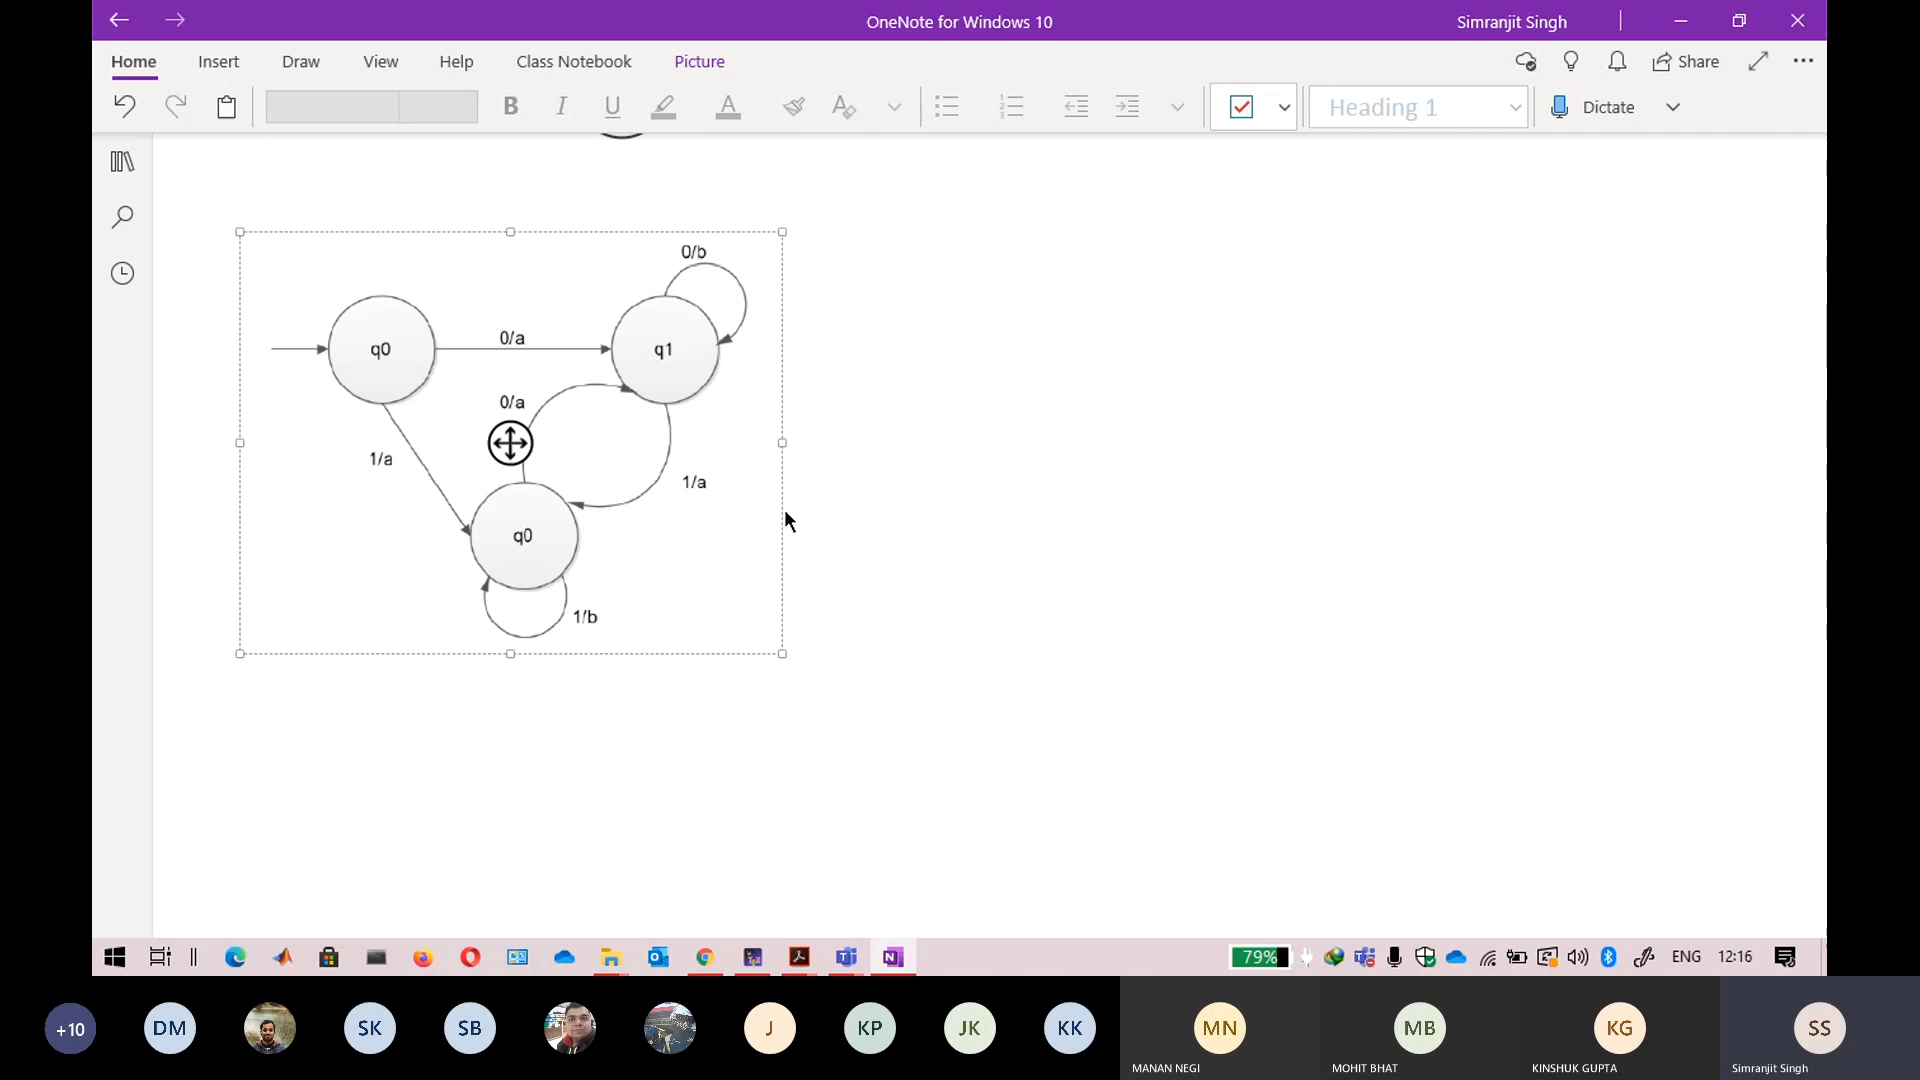 OneNote for Windows 10
Simranjit Singh
Home Insert Draw View Help Class Notebook Picture
Share
B I U A A
Heading 1
Dictate
0/b
q0
0/a
q1
0/a
1/a
1/a
q0
1/b
79%
ENG
12:16
+10
DM
SK
SB
J
KP
JK
KK
MN
MB
KG
SS
MANAN NEGI
MOHIT BHAT
KINSHUK GUPTA
Simranjit Singh